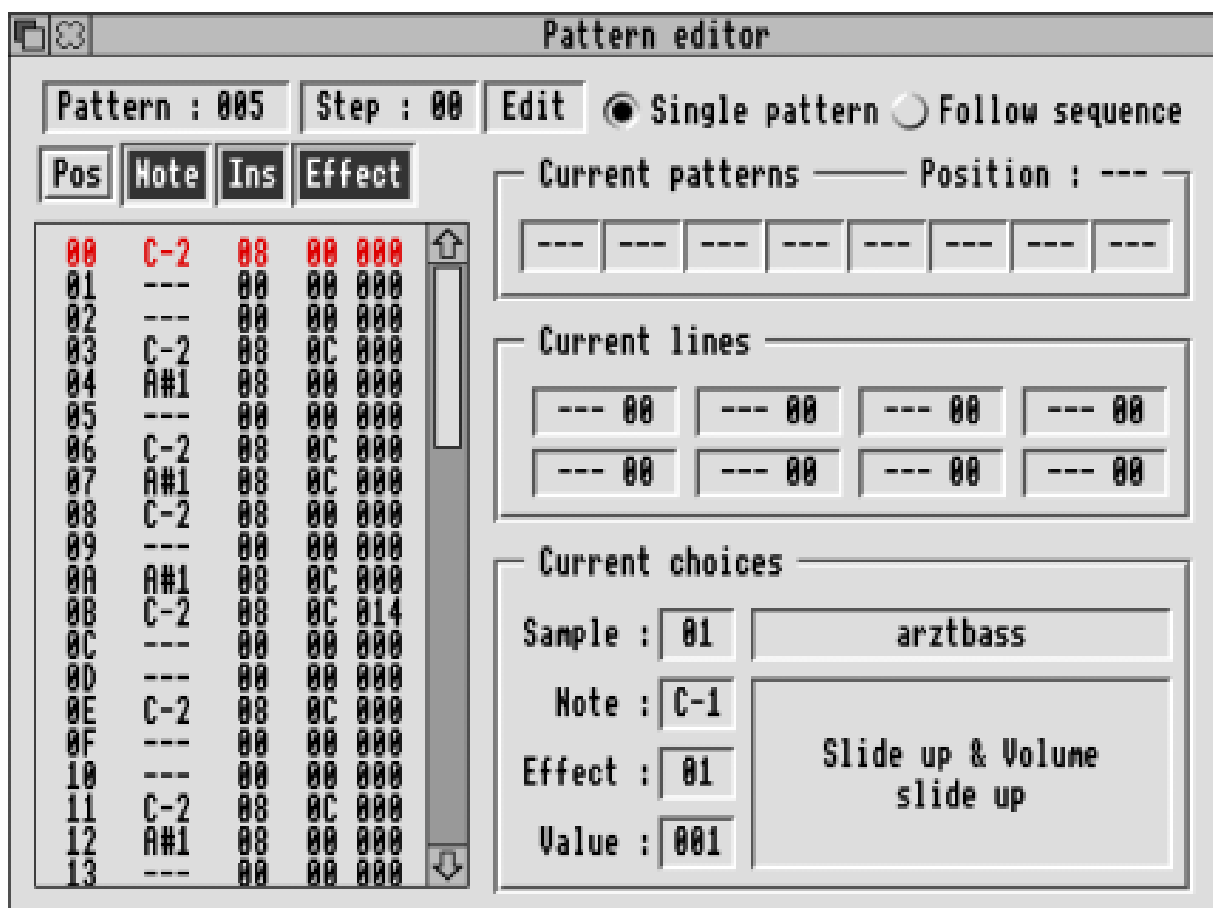 Pattern editor
Pattern : 005 Step : 00 Edit Single pattern Follow sequence
Pos Note Ins Effect
00 C-2 08 00 000
01 --- 00 00 000
02 --- 00 00 000
03 C-2 08 0C 000
04 A#1 08 00 000
05 --- 00 00 000
06 C-2 08 0C 000
07 A#1 08 0C 000
08 C-2 08 00 000
09 --- 00 00 000
0A A#1 08 0C 000
0B C-2 08 0C 014
0C --- 00 00 000
0D --- 00 00 000
0E C-2 08 0C 000
0F --- 00 00 000
10 --- 00 00 000
11 C-2 08 0C 000
12 A#1 08 00 000
13 --- 00 00 000
Current patterns Position : ---
--- --- --- --- --- --- --- ---
Current lines
--- 00 --- 00 --- 00 --- 00
--- 00 --- 00 --- 00 --- 00
Current choices
Sample : 01 arztbass
Note : C-1
Effect : 01
Value : 001
Slide up & Volume
slide up